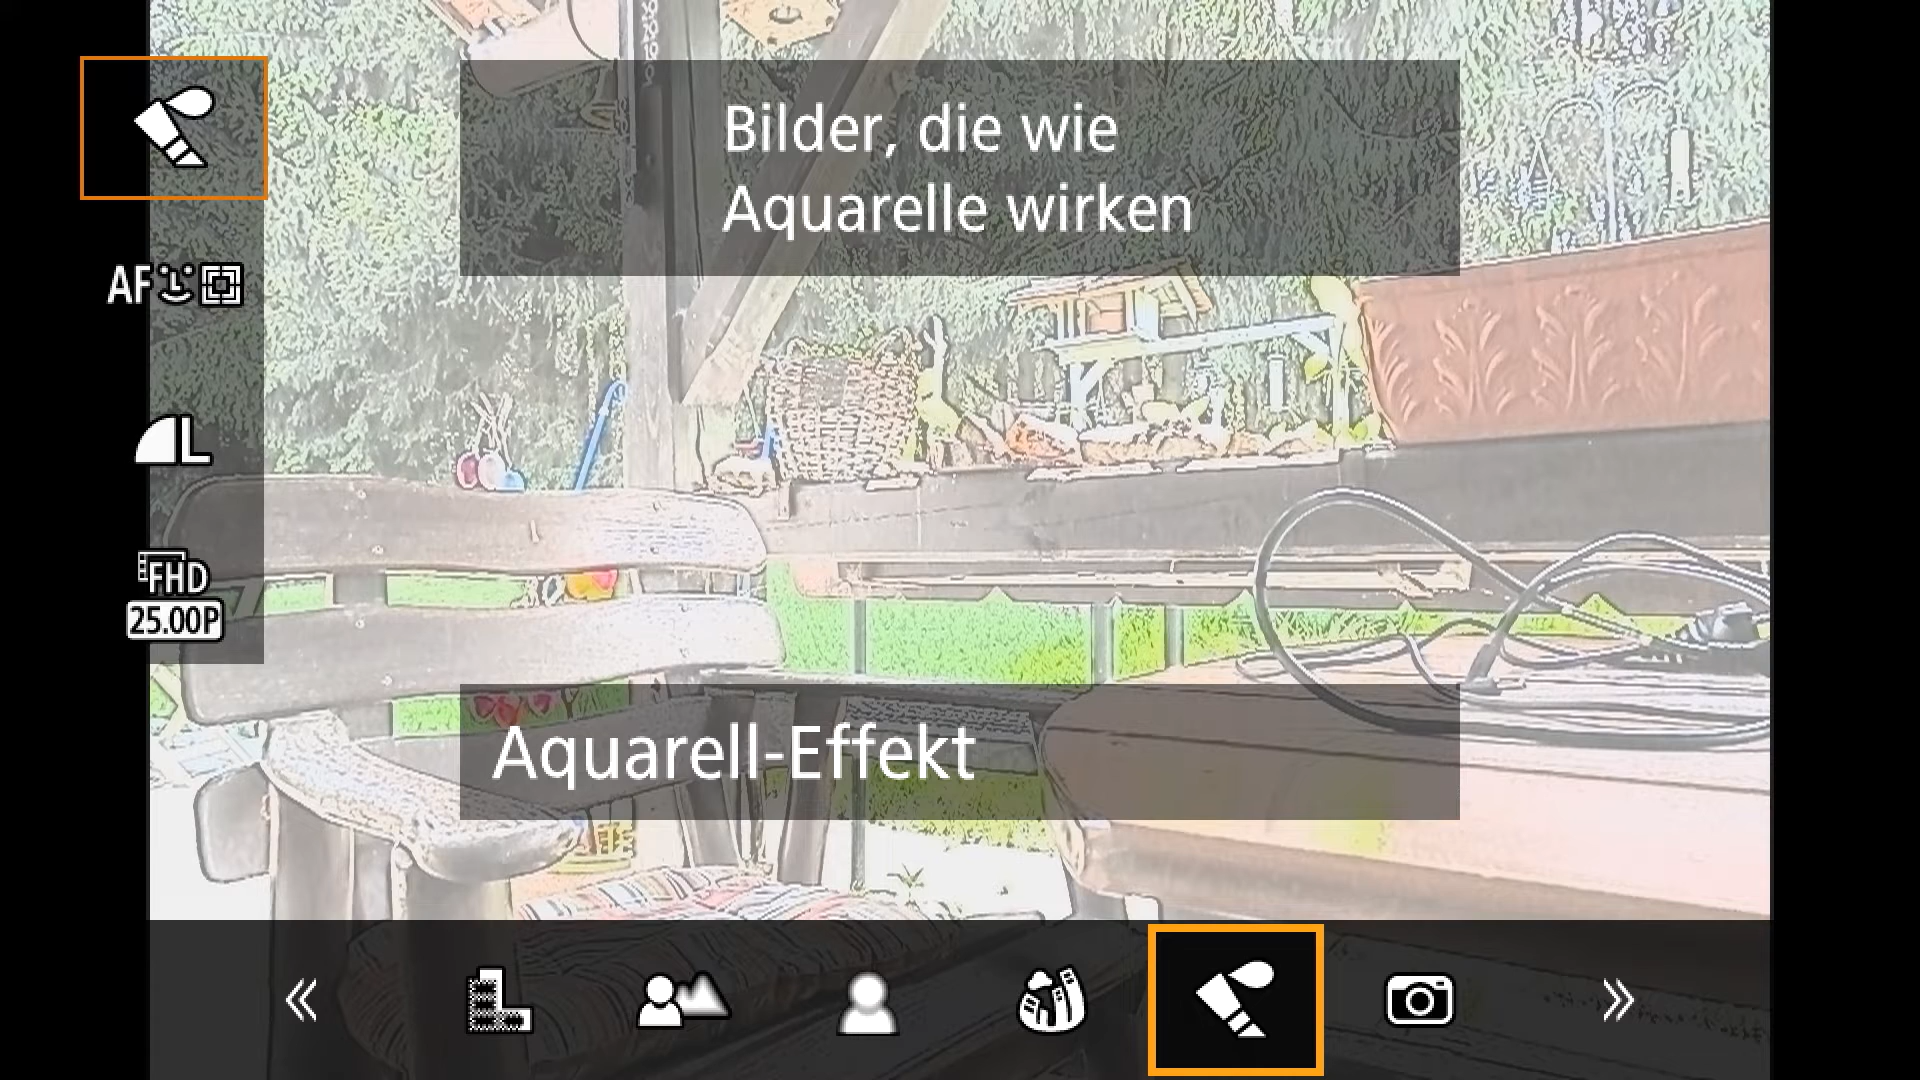 Bilder, die wie
Aquarelle wirken
AF
L
FHD
25.00P
Aquarell-Effekt